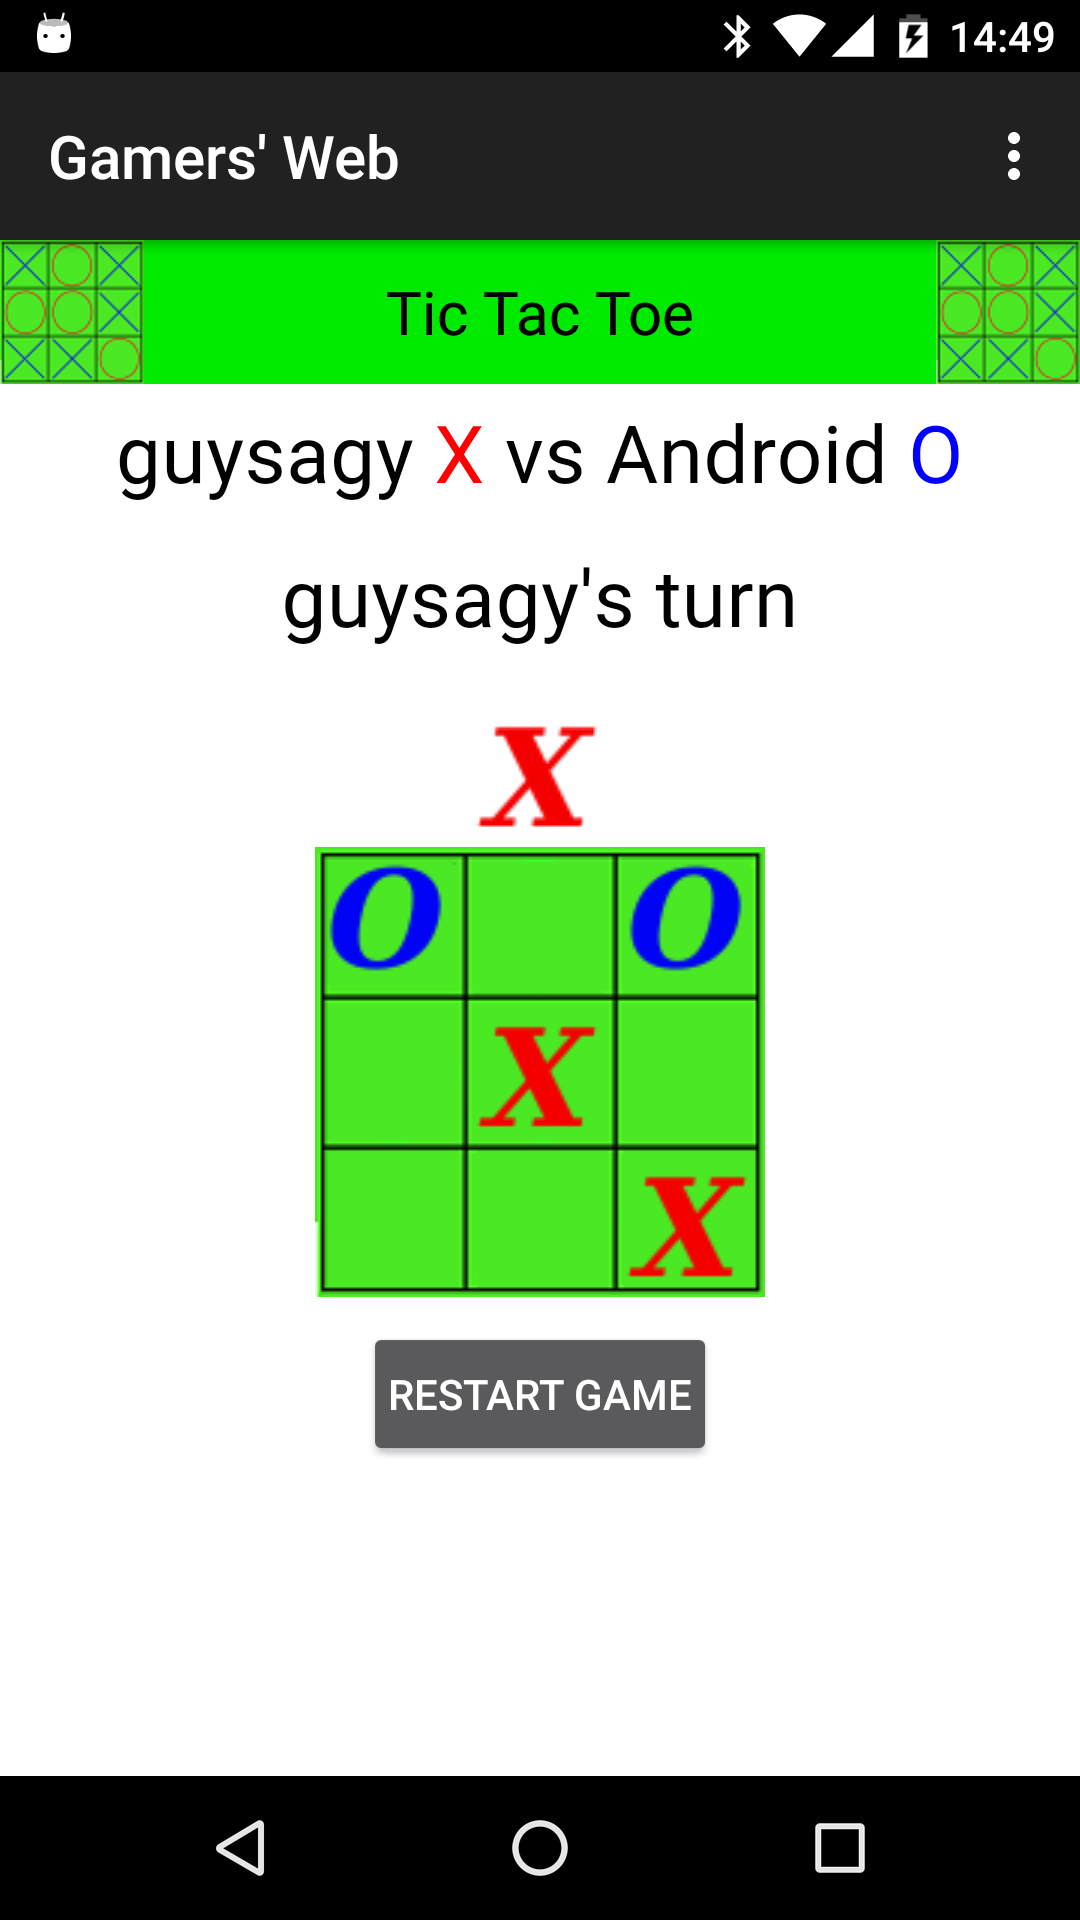 14:49
Gamers' Web
Tic Tac Toe
guysagy X vs Android O
guysagy's turn
X
O O
X
X
RESTART GAME